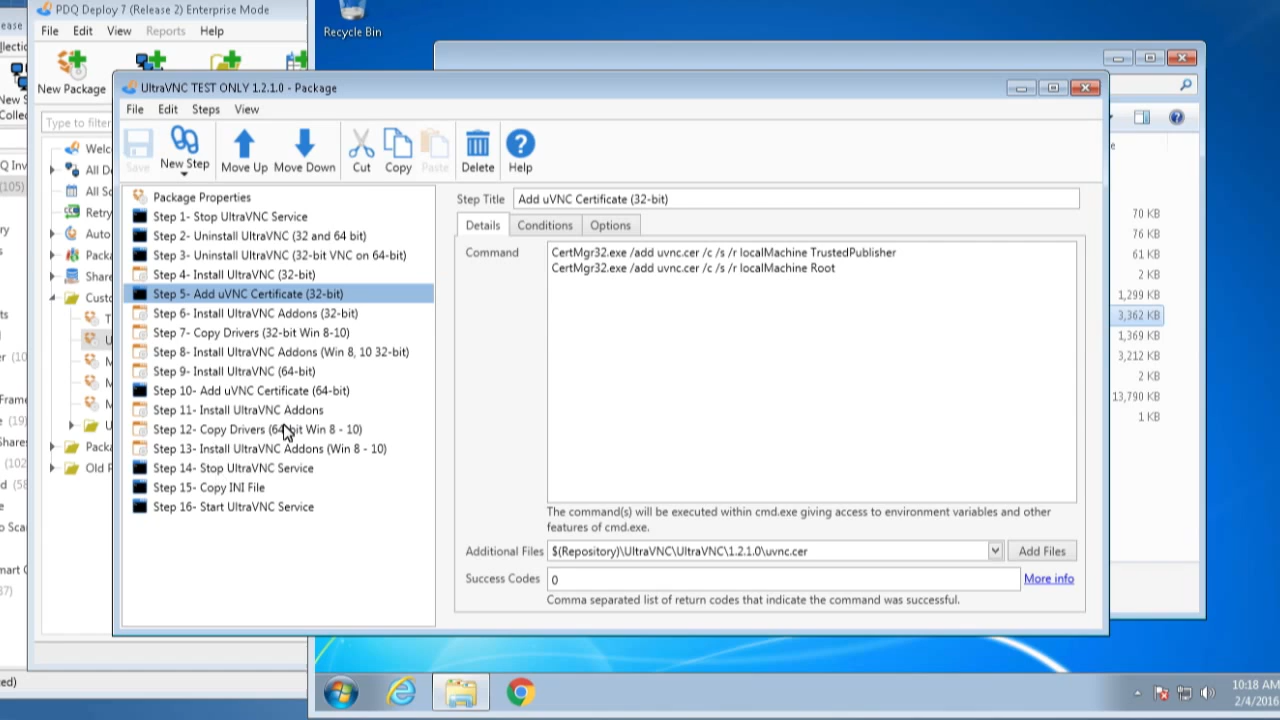 PDQ Deploy 7 (Release 2) Enterprise Mode
File Edit View Reports Help
New Package
Type to filter
Recycle Bin
UltraVNC TEST ONLY 1.2.1.0 - Package
File Edit Steps View
Save New Step Move Up Move Down Cut Copy Paste Delete Help
Package Properties
Step 1- Stop UltraVNC Service
Step 2- Uninstall UltraVNC (32 and 64 bit)
Step 3- Uninstall UltraVNC (32-bit VNC on 64-bit)
Step 4- Install UltraVNC (32-bit)
Step 5- Add uVNC Certificate (32-bit)
Step 6- Install UltraVNC Addons (32-bit)
Step 7- Copy Drivers (32-bit Win 8-10)
Step 8- Install UltraVNC Addons (Win 8, 10 32-bit)
Step 9- Install UltraVNC (64-bit)
Step 10- Add uVNC Certificate (64-bit)
Step 11- Install UltraVNC Addons
Step 12- Copy Drivers (64-bit Win 8 - 10)
Step 13- Install UltraVNC Addons (Win 8 - 10)
Step 14- Stop UltraVNC Service
Step 15- Copy INI File
Step 16- Start UltraVNC Service
Step Title Add uVNC Certificate (32-bit)
Details Conditions Options
Command
CertMgr32.exe /add uvnc.cer /c /s /r localMachine TrustedPublisher
CertMgr32.exe /add uvnc.cer /c /s /r localMachine Root
The command(s) will be executed within cmd.exe giving access to environment variables and other
features of cmd.exe.
Additional Files $(Repository)\UltraVNC\UltraVNC\1.2.1.0\uvnc.cer Add Files
Success Codes 0 More info
Comma separated list of return codes that indicate the command was successful.
70 KB
76 KB
61 KB
2 KB
1,299 KB
3,362 KB
1,369 KB
3,212 KB
2 KB
13,790 KB
1 KB
10:18 AM
2/4/2016